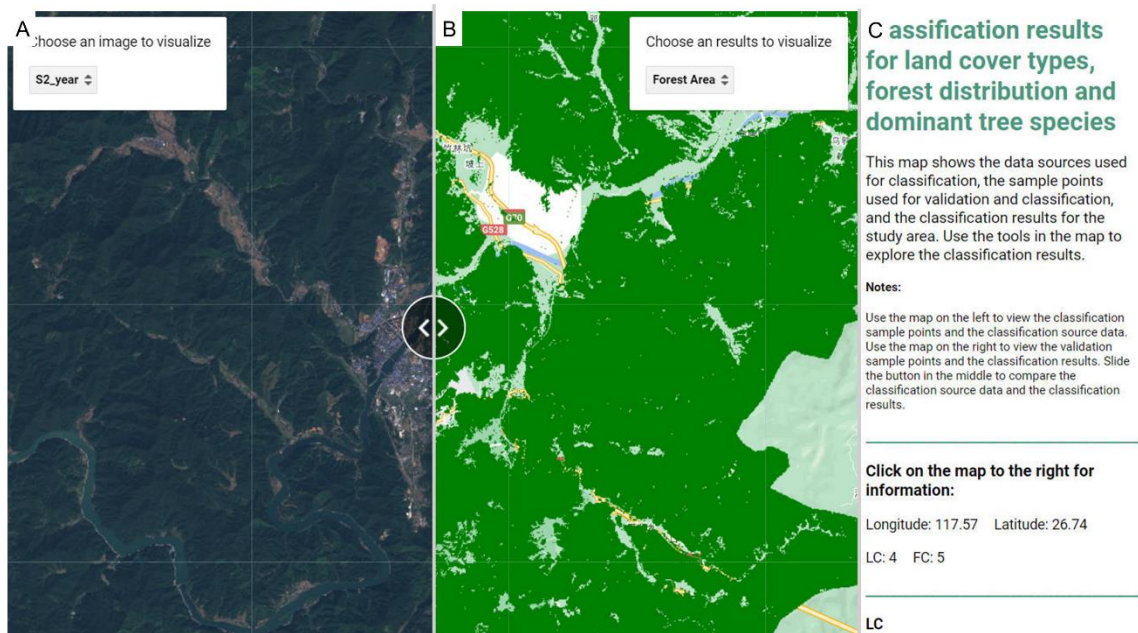 A
Choose an image to visualize
S2_year
B
Choose an results to visualize
Forest Area
竹林坑
G70
G528
C assification results
for land cover types,
forest distribution and
dominant tree species
This map shows the data sources used
for classification, the sample points
used for validation and classification,
and the classification results for the
study area. Use the tools in the map to
explore the classification results.
Notes:
Use the map on the left to view the classification
sample points and the classification source data.
Use the map on the right to view the validation
sample points and the classification results. Slide
the button in the middle to compare the
classification source data and the classification
results.
Click on the map to the right for
information:
Longitude: 117.57 Latitude: 26.74
LC: 4 FC: 5
LC